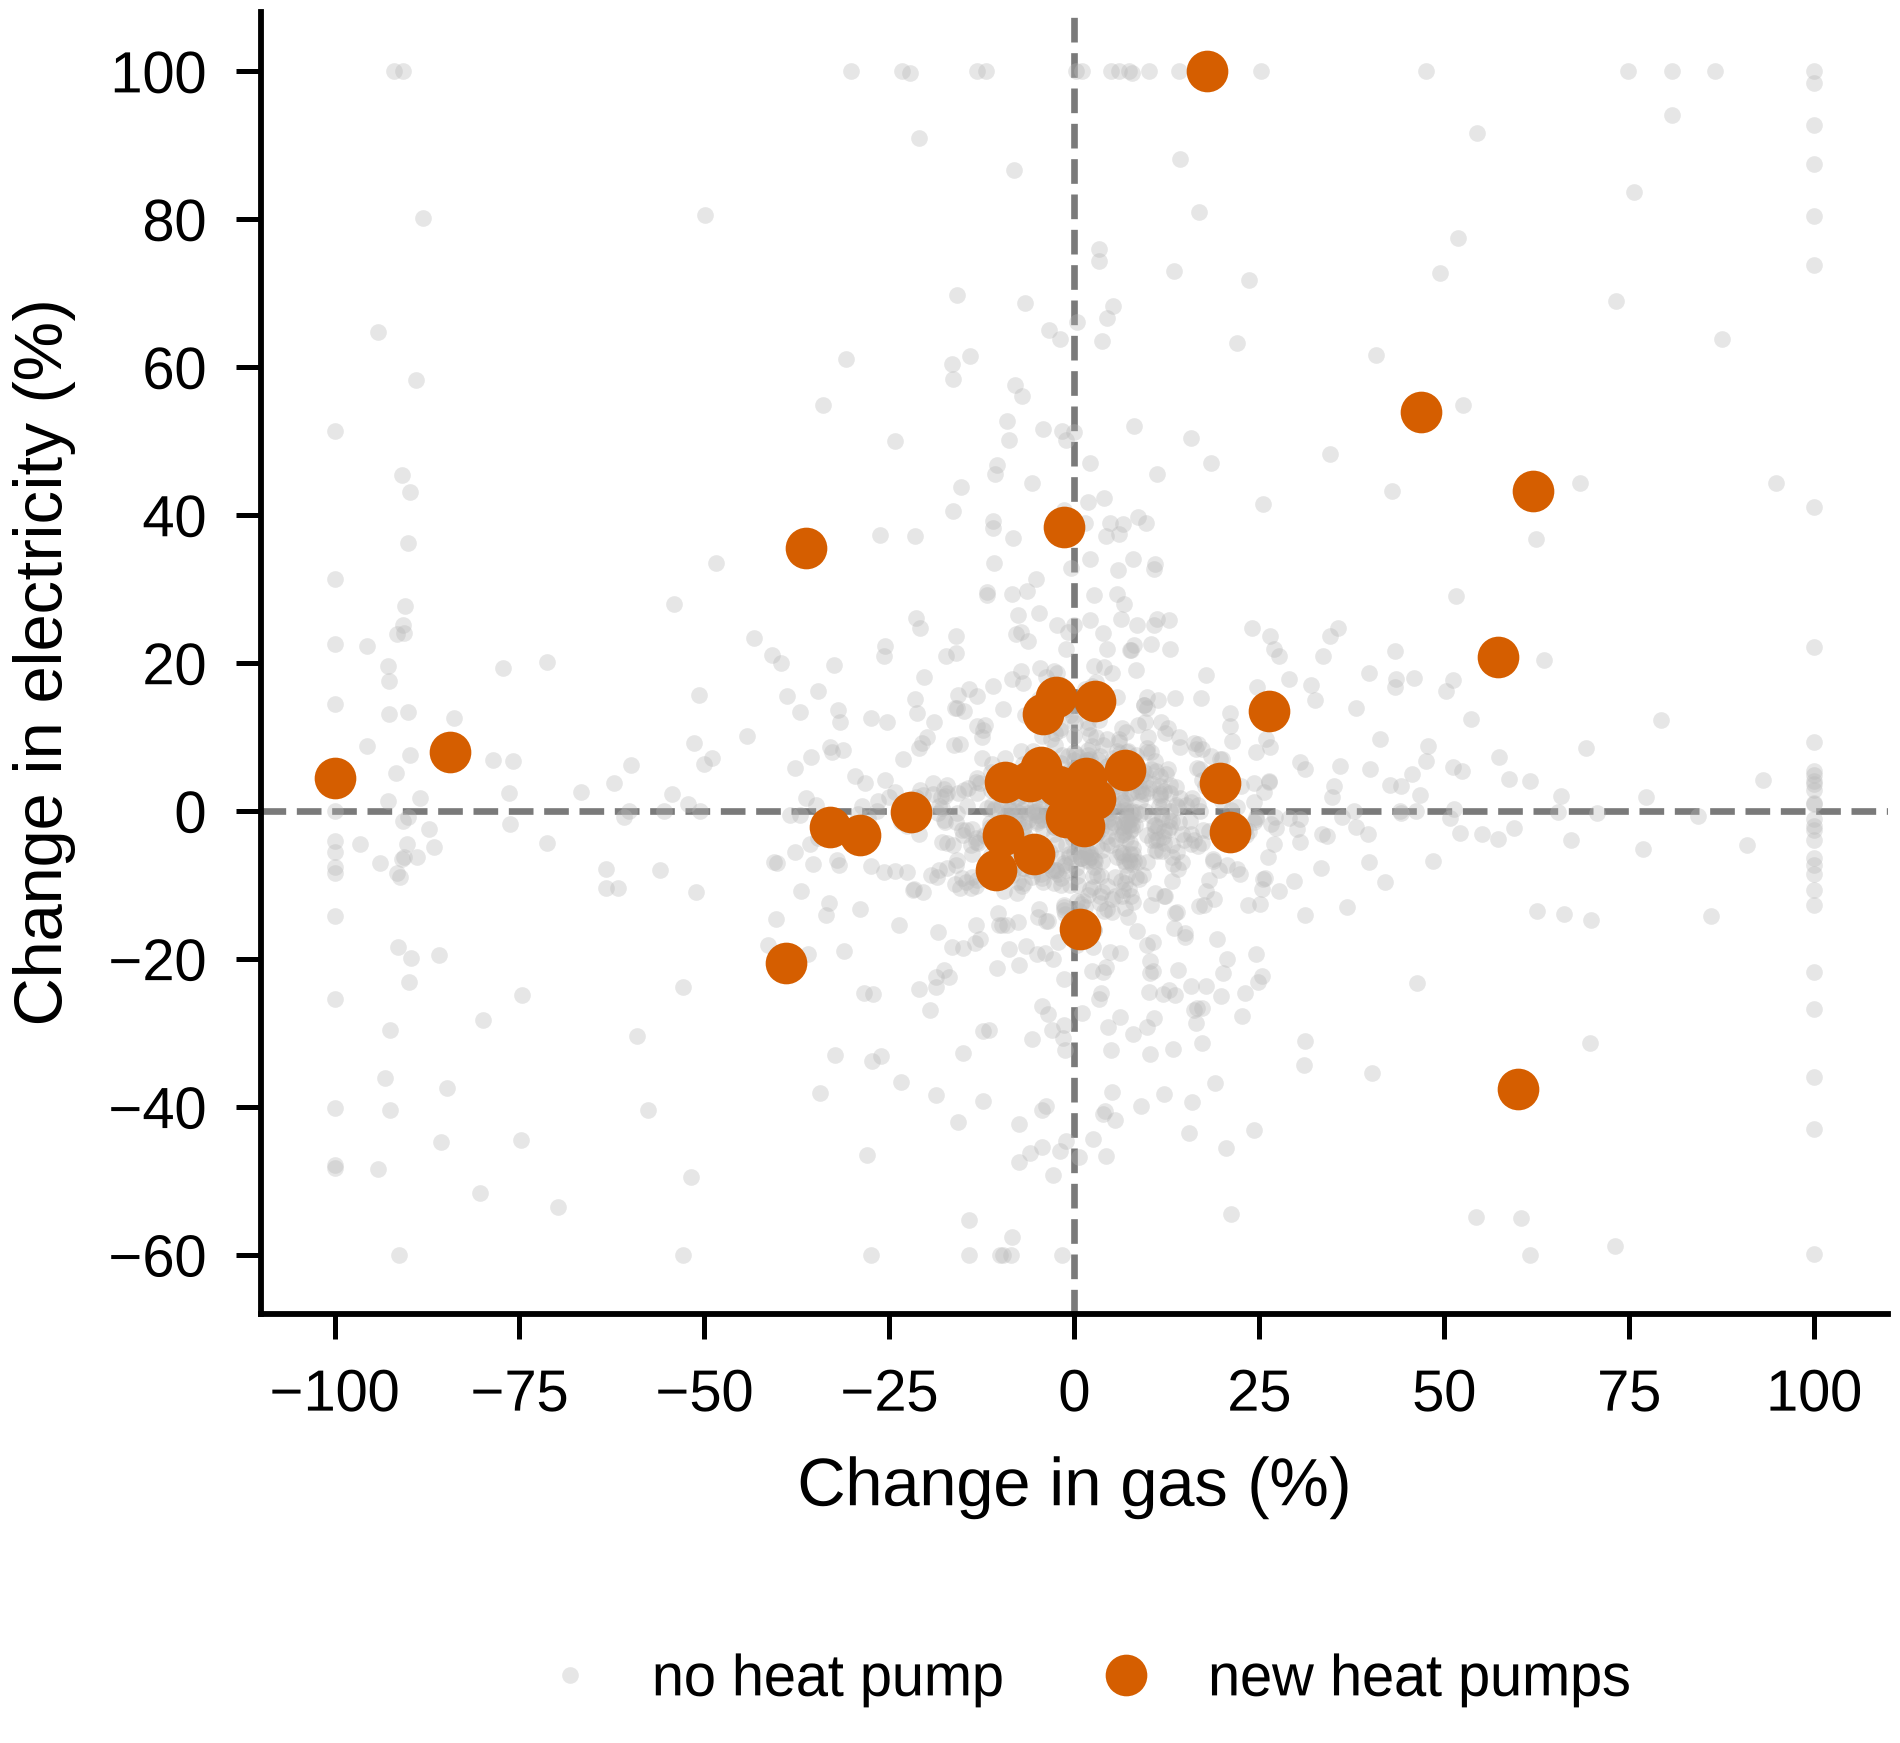 Change in electricity (%)
100
80
60
40
20
0
−20
−40
−60
−100 −75 −50 −25 0 25 50 75 100
Change in gas (%)
no heat pump new heat pumps